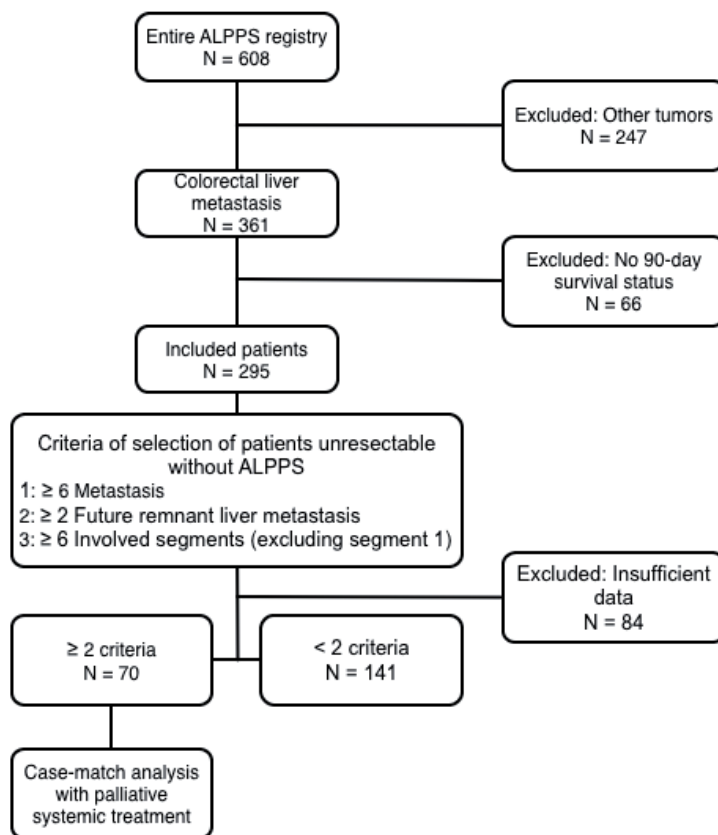 Entire ALPPS registry
N = 608
Excluded: Other tumors
N = 247
Colorectal liver
metastasis
N = 361
Excluded: No 90-day
survival status
N = 66
Included patients
N = 295
Criteria of selection of patients unresectable
without ALPPS
1: ≥ 6 Metastasis
2: ≥ 2 Future remnant liver metastasis
3: ≥ 6 Involved segments (excluding segment 1)
Excluded: Insufficient
data
N = 84
≥ 2 criteria
N = 70
< 2 criteria
N = 141
Case-match analysis
with palliative
systemic treatment